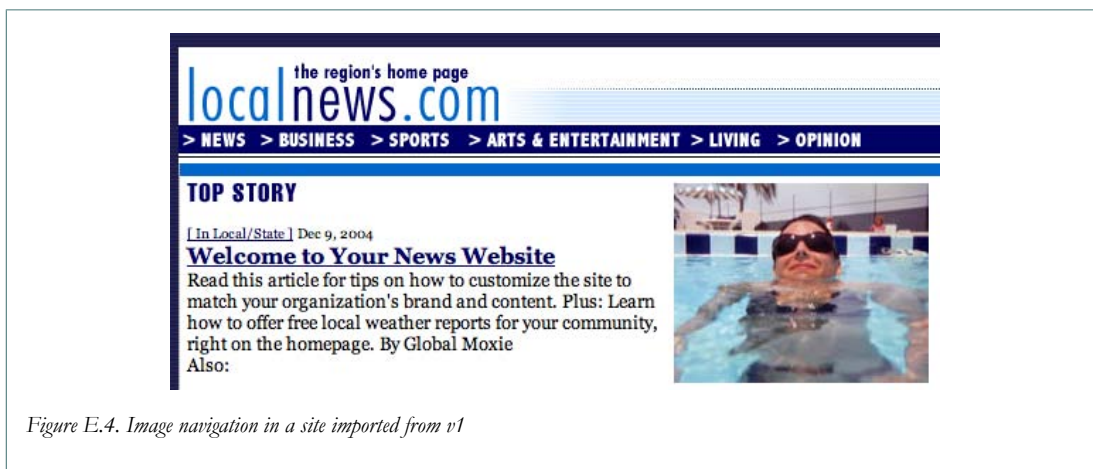 the region's home page
localnews.com
> NEWS > BUSINESS > SPORTS > ARTS & ENTERTAINMENT > LIVING > OPINION
TOP STORY
[ In Local/State ] Dec 9, 2004
Welcome to Your News Website
Read this article for tips on how to customize the site to
match your organization's brand and content. Plus: Learn
how to offer free local weather reports for your community,
right on the homepage. By Global Moxie
Also:
Figure E.4. Image navigation in a site imported from v1